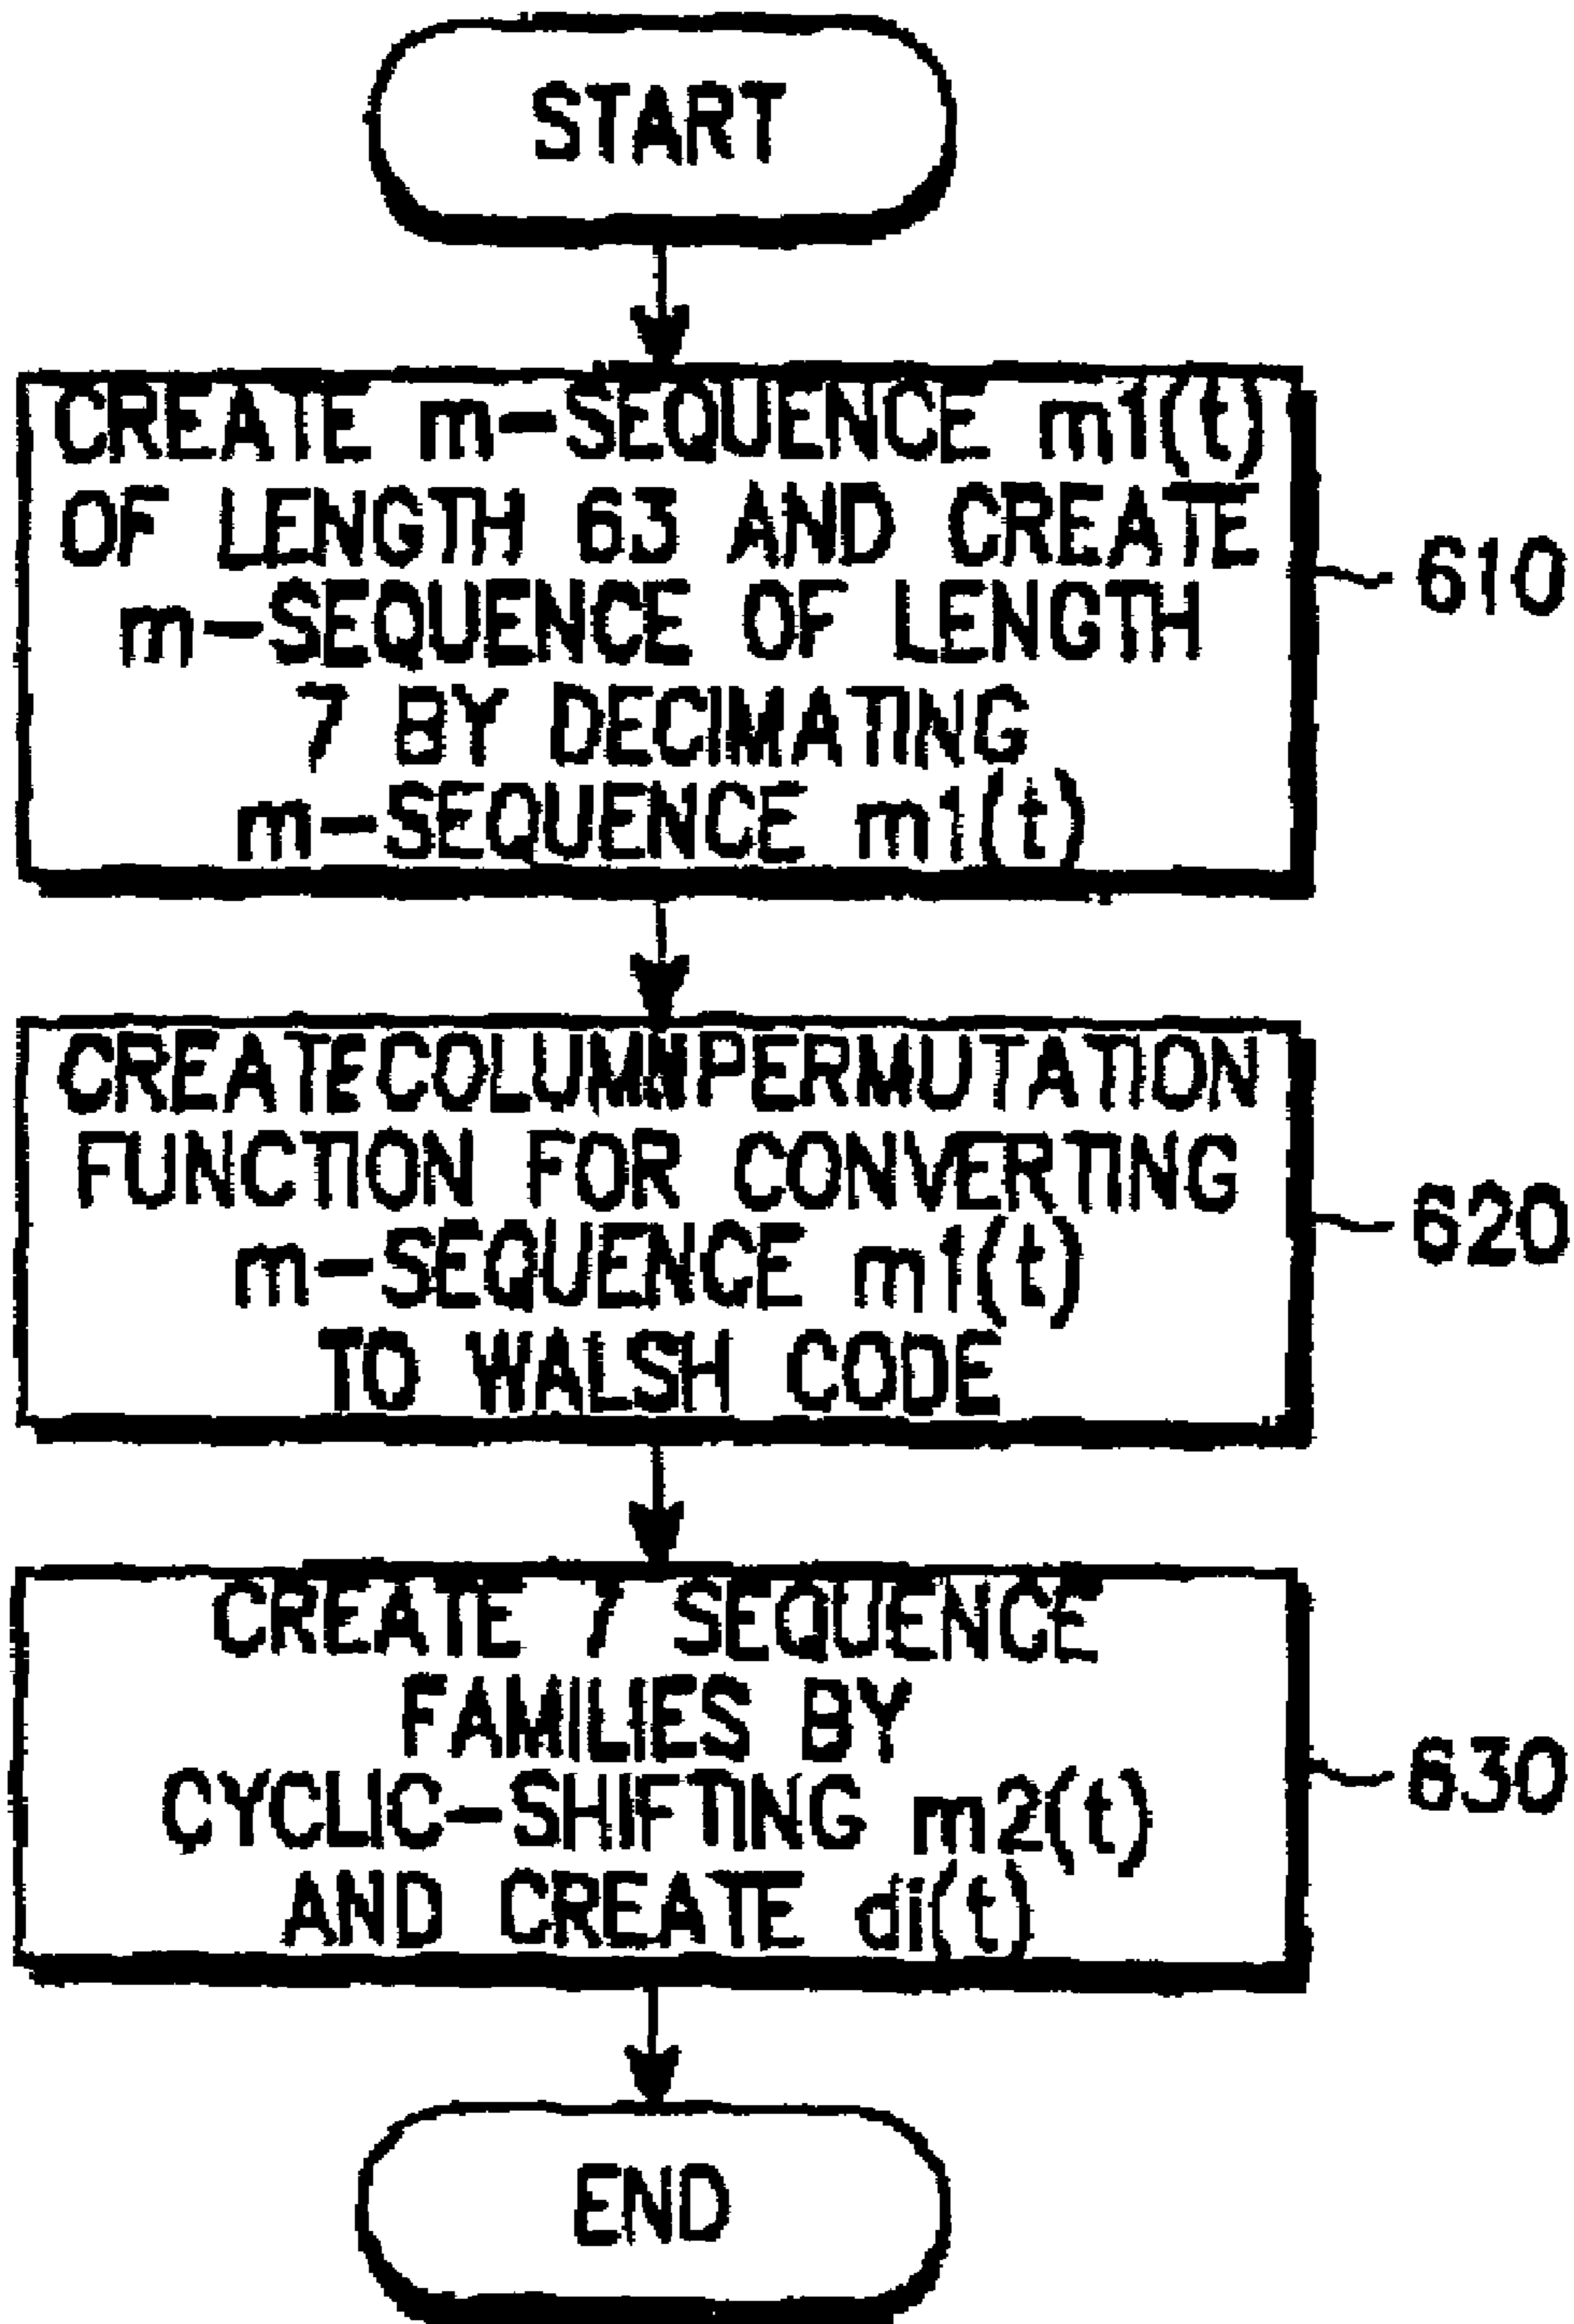 START
CREATE m-SEQUENCE m1(t)
OF LENGTH 63 AND CREATE
m-SEQUENCE OF LENGTH
7 BY DECIMATING
m-SEQUENCE m1(t)
610
CREATECOLUMNPERMUTATION
FUNCTION FOR CONVERTING
m-SEQUENCE m1(t)
TO WALSH CODE
620
CREATE 7 SEQUENCE
FAMILIES BY
CYCLIC-SHIFTING m2(t)
AND CREATE di(t)
630
END